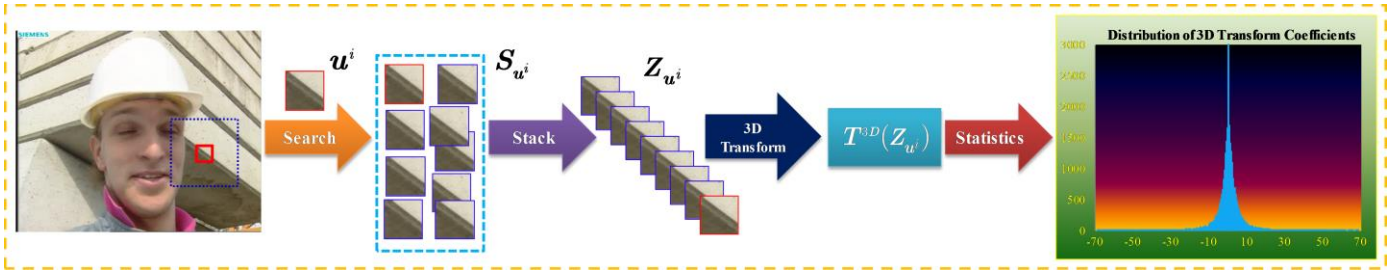 SIEMENS
u^i
Search
S_{u^i}
Stack
Z_{u^i}
3D
Transform
T^{3D}(Z_{u^i})
Statistics
Distribution of 3D Transform Coefficients
3000
2500
2000
1500
1000
500
0
-70 -50 -30 -10 10 30 50 70